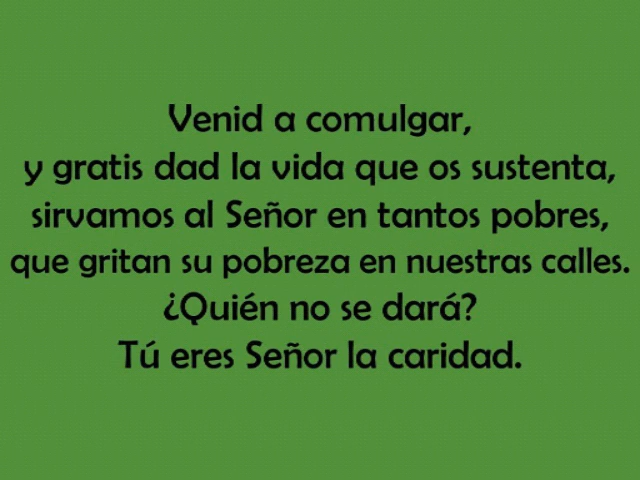 Venid a comulgar,
y gratis dad la vida que os sustenta,
sirvamos al Señor en tantos pobres,
que gritan su pobreza en nuestras calles.
¿Quién no se dará?
Tú eres Señor la caridad.